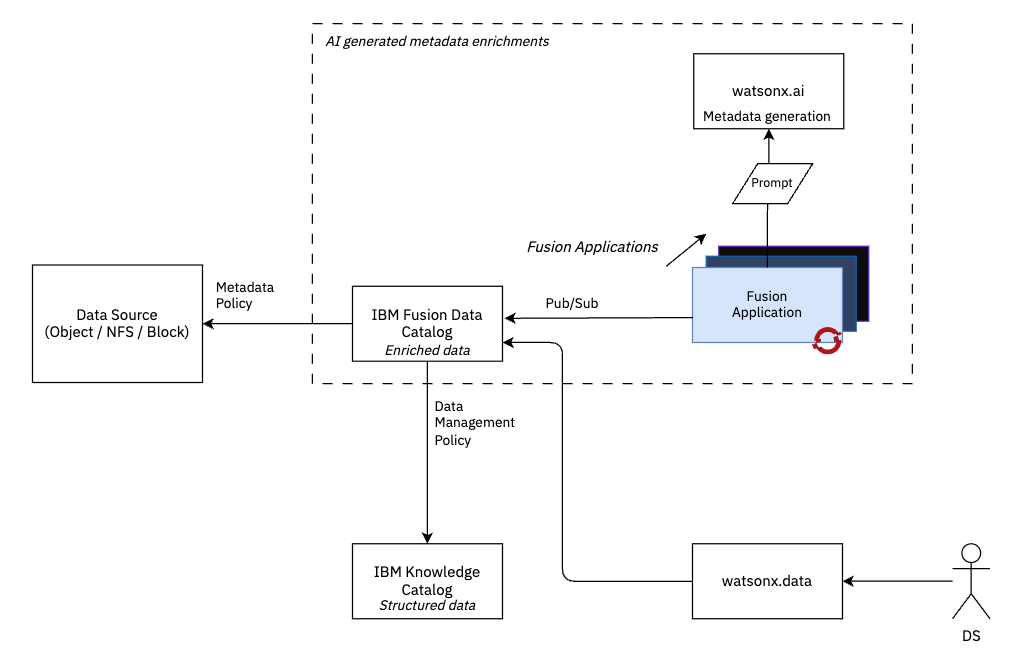 AI generated metadata enrichments
watsonx.ai
Metadata generation
Prompt
Fusion Applications
Fusion
Application
Pub/Sub
Metadata
Policy
Data Source
(Object / NFS / Block)
IBM Fusion Data
Catalog
Enriched data
Data
Management
Policy
IBM Knowledge
Catalog
Structured data
watsonx.data
DS